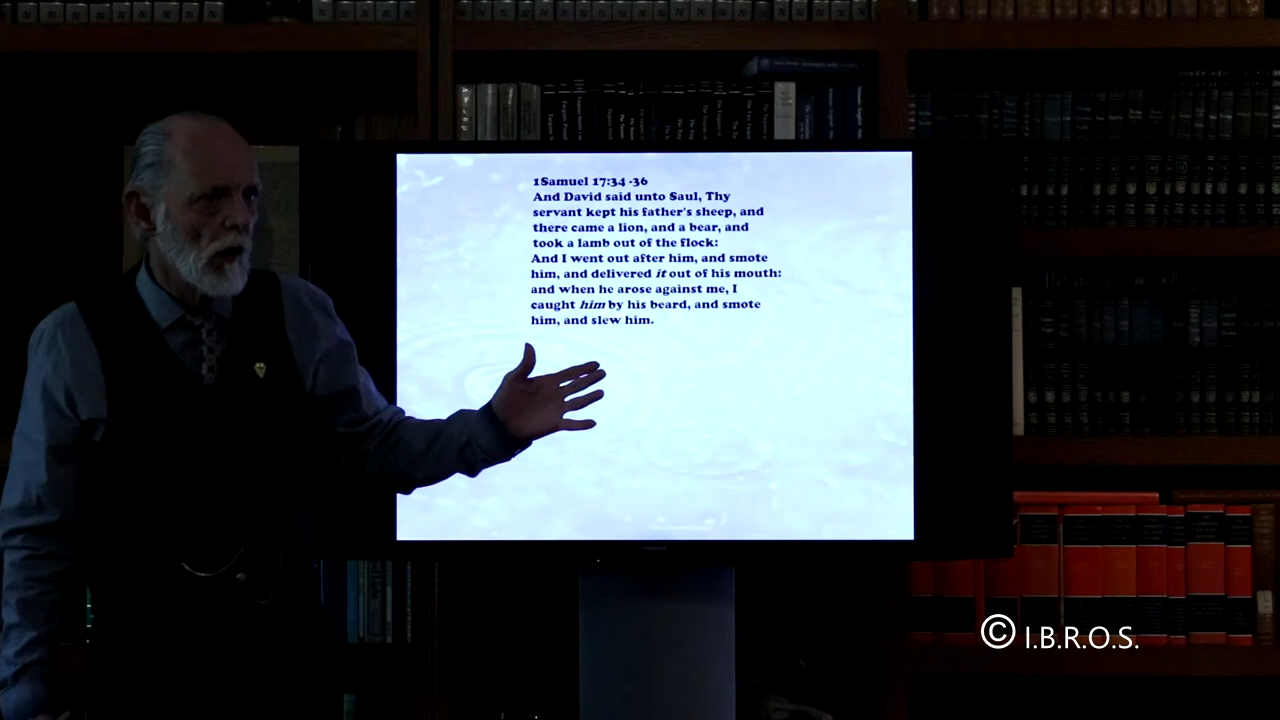 1Samuel 17:34 -36
And David said unto Saul, Thy
servant kept his father's sheep, and
there came a lion, and a bear, and
took a lamb out of the flock:
And I went out after him, and smote
him, and delivered it out of his mouth:
and when he arose against me, I
caught him by his beard, and smote
him, and slew him.
© I.B.R.O.S.